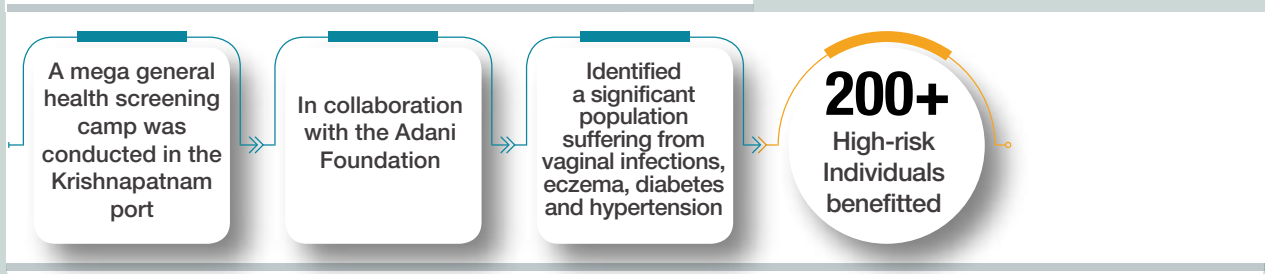 A mega general
health screening
camp was
conducted in the
Krishnapatnam
port
In collaboration
with the Adani
Foundation
Identified
a significant
population
suffering from
vaginal infections,
eczema, diabetes
and hypertension
200+
High-risk
Individuals
benefitted